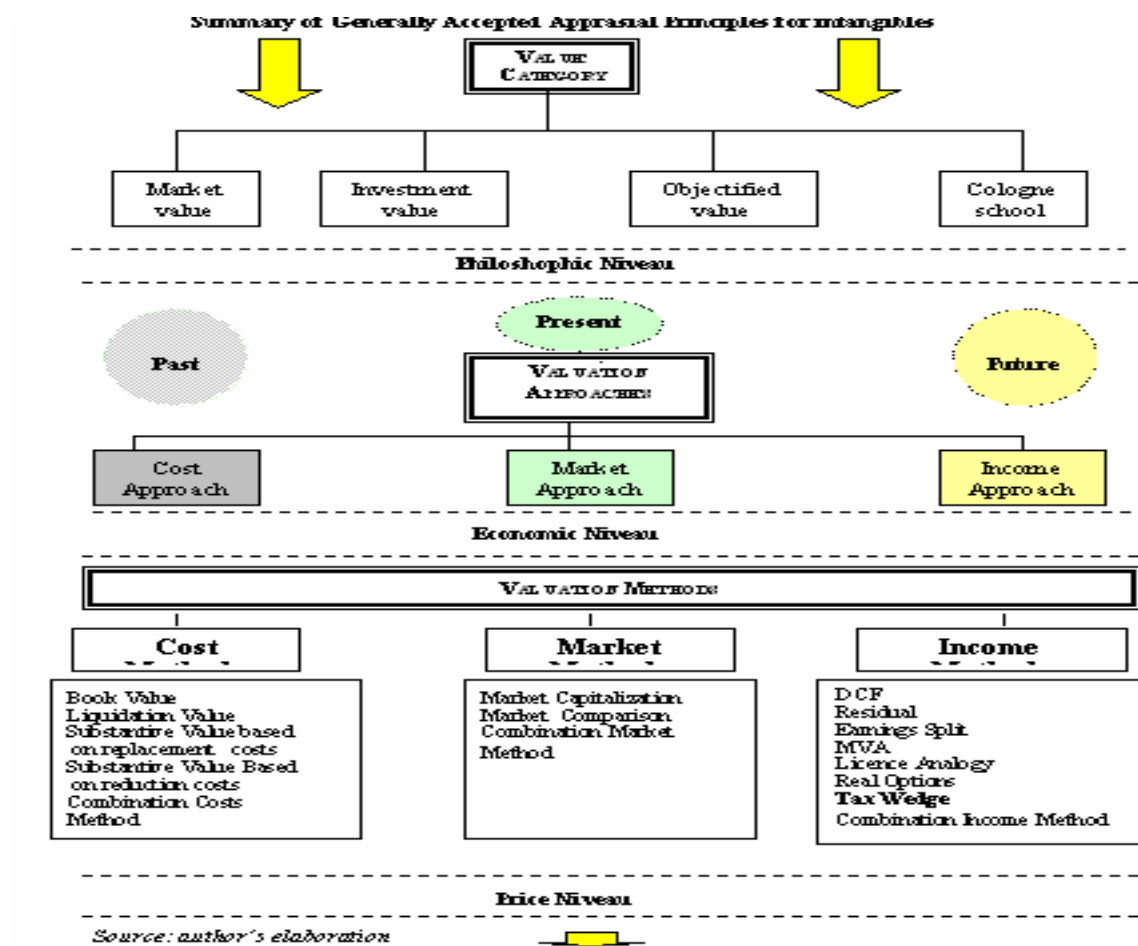 Summary of Generally Accepted Apprasial Principles for intangibles
VALUE
CATEGORY
Market
value
Investment
value
Objectified
value
Cologne
school
Philoshophic Niveau
Past
Present
Future
VALUATION
APPROACHES
Cost
Approach
Market
Approach
Income
Approach
Economic Niveau
VALUATION METHODS
Cost
Market
Income
Book Value
Liquidation Value
Substantive Value based
on replacement costs
Substantive Value Based
on reduction costs
Combination Costs
Method
Market Capitalization
Market Comparison
Combination Market
Method
DCF
Residual
Earnings Split
MVA
Licence Analogy
Real Options
Tax Wedge
Combination Income Method
Price Niveau
Source: author's elaboration